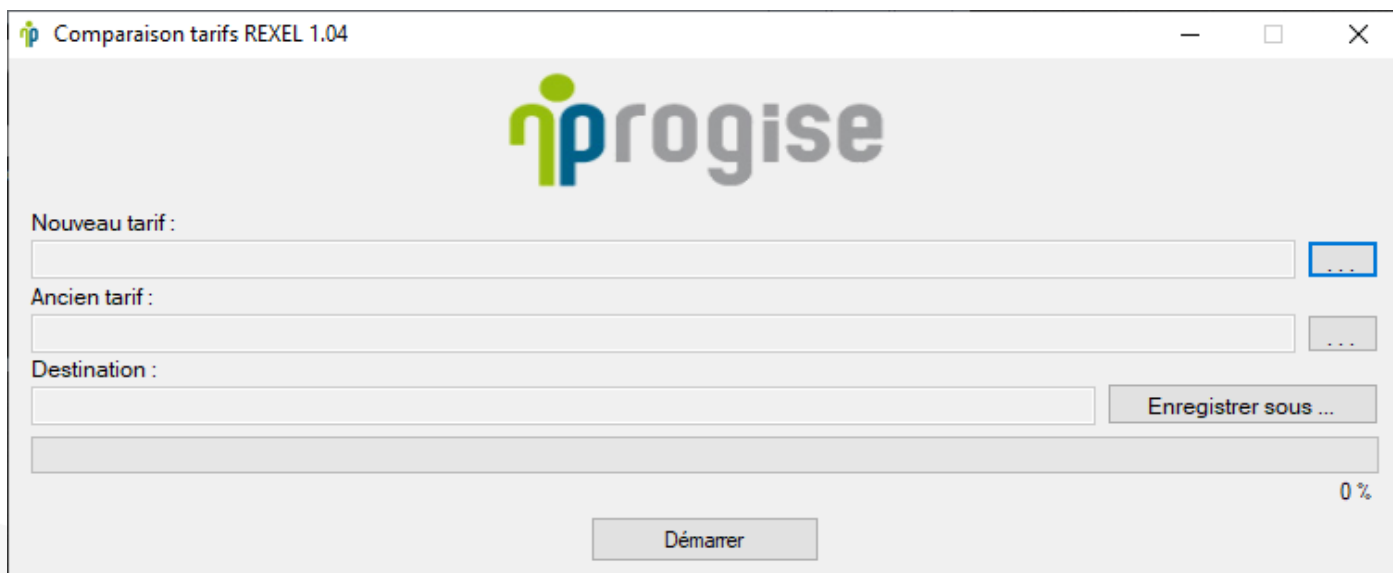 Comparaison tarifs REXEL 1.04
progise
Nouveau tarif :
...
Ancien tarif :
...
Destination :
Enregistrer sous ...
0 %
Démarrer